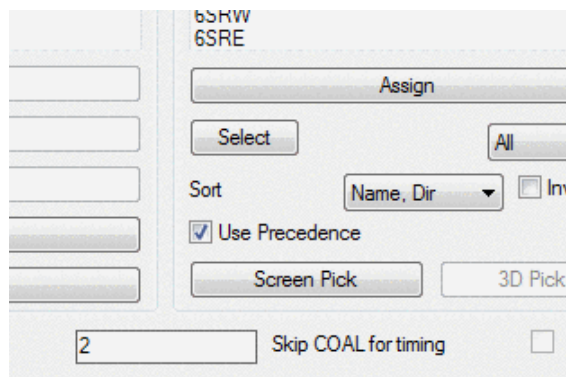 6SRW
6SRE
Assign
Select
All
Sort
Name, Dir
Use Precedence
Screen Pick
3D Pick
2
Skip COAL for timing